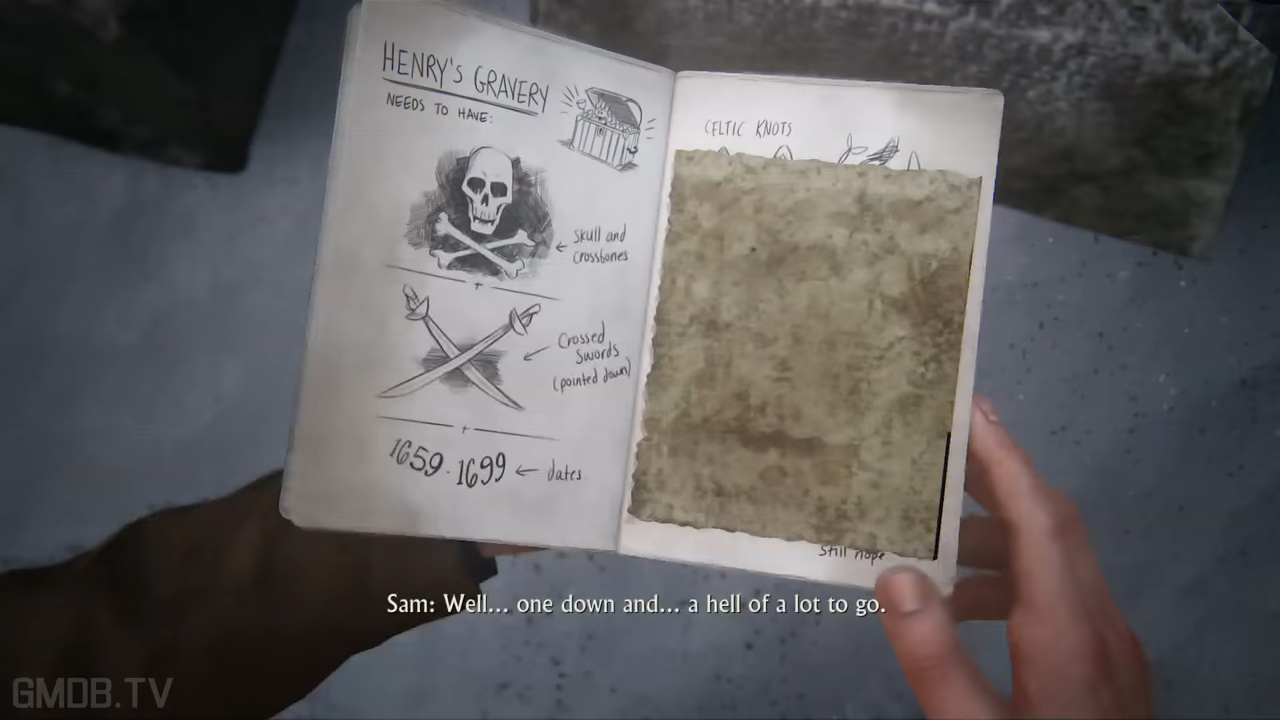 HENRY'S GRAVERY
NEEDS TO HAVE:
Skull and
crossbones
Crossed
Swords
(pointed down)
1659 - 1699
dates
CELTIC KNOTS
Still nope
Sam: Well... one down and... a hell of a lot to go.
GMDB.TV